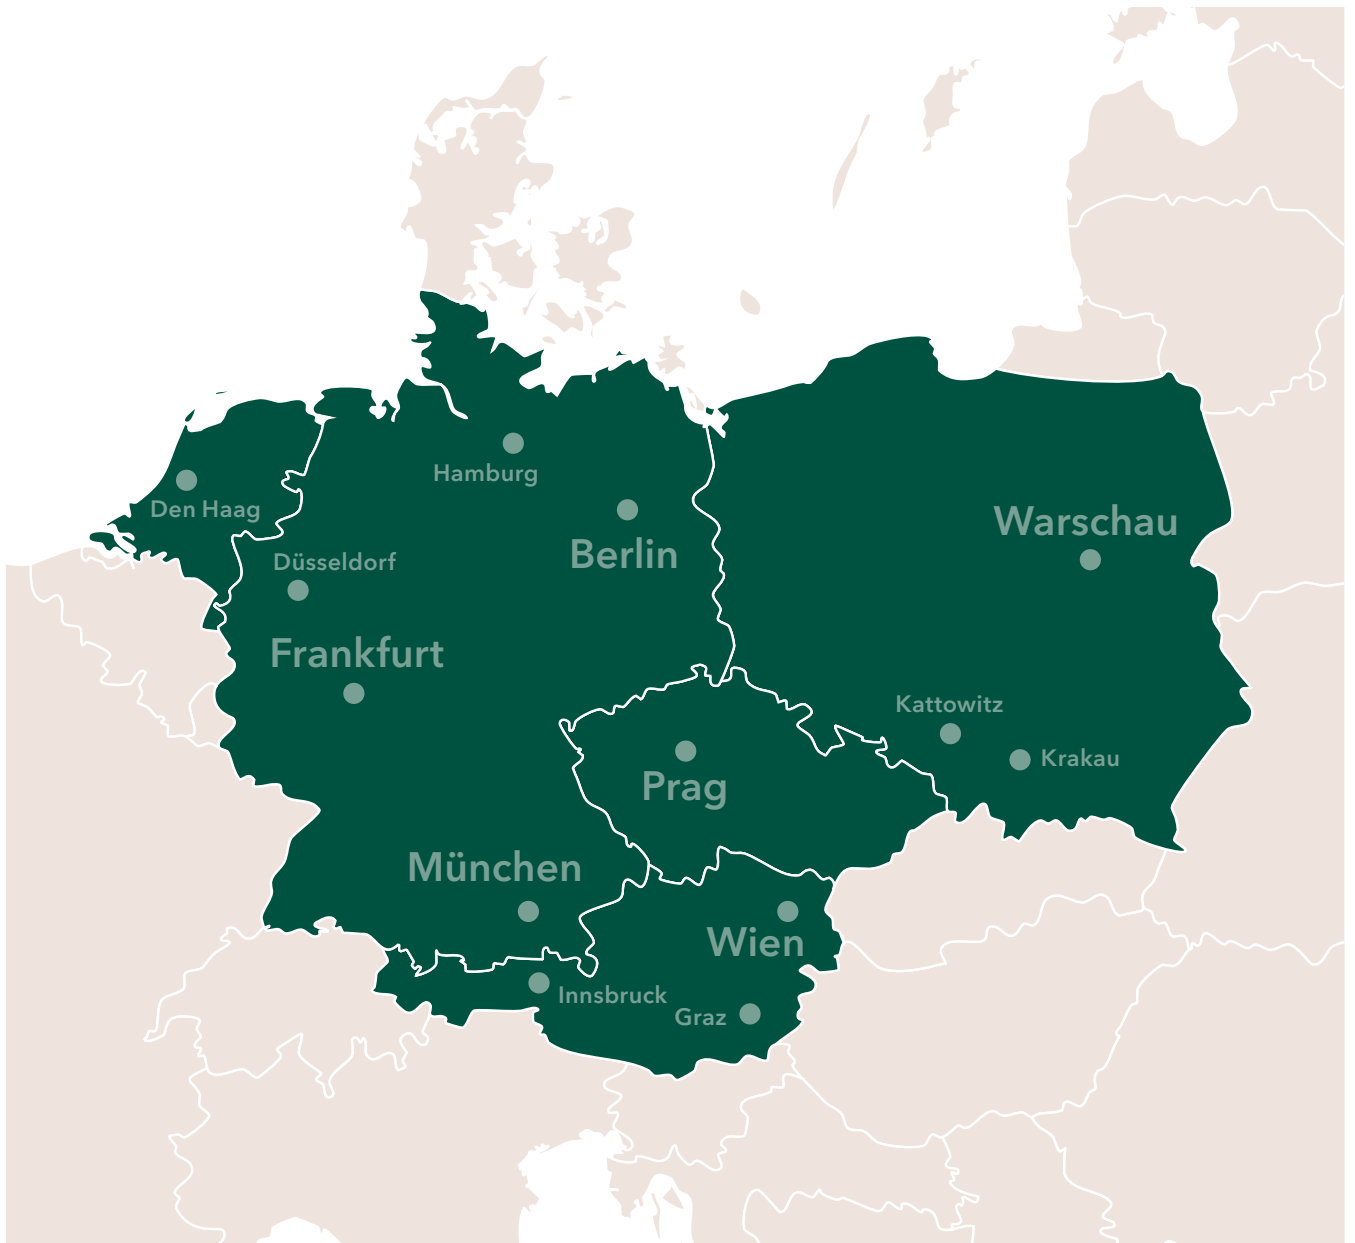 Hamburg
Den Haag
Warschau
Berlin
Düsseldorf
Frankfurt
Kattowitz
Krakau
Prag
München
Wien
Innsbruck
Graz